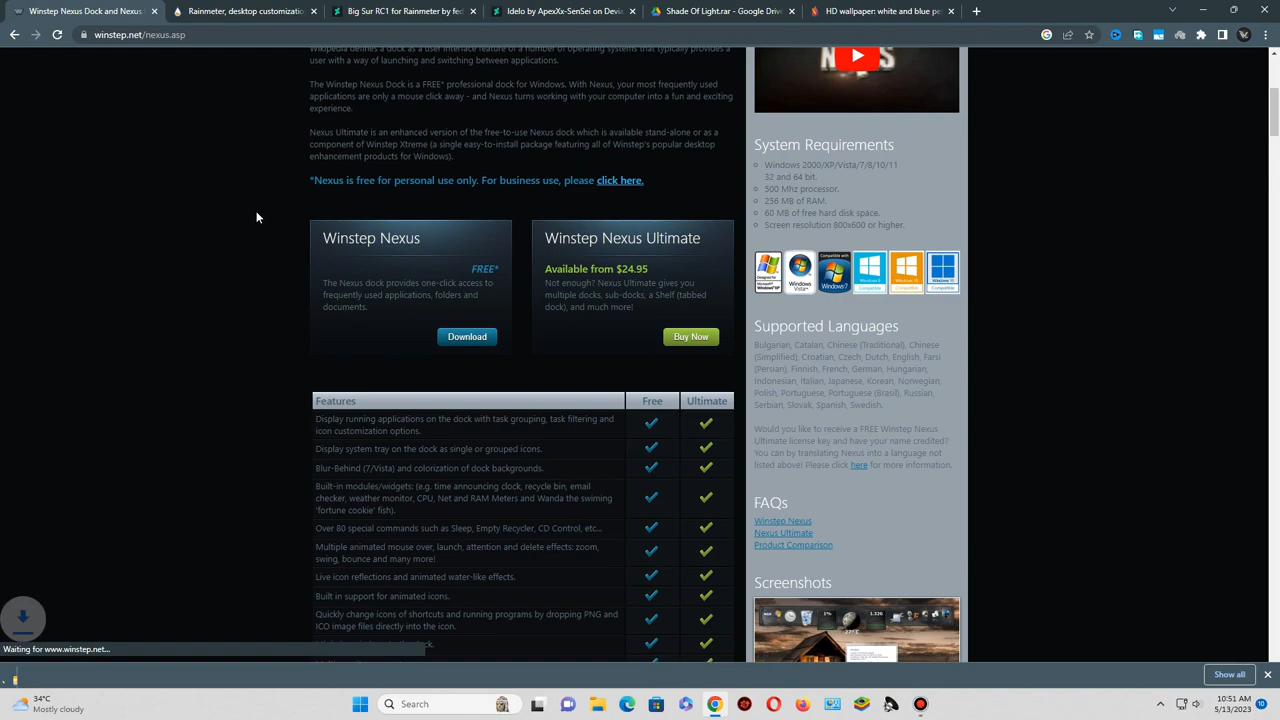 Winstep Dock by Dock and Nexus
Rainmeter, desktop customizatio
Beep by apexXx
ApexXx-SenSei on DeviantA
Mond by ApexXx
Blue flower
winstep.net/nexus.asp
Wikipedia defines a dock as a user interface feature of a number of operating systems that typically provides a
user with a way of launching and switching between applications.
The Winstep Nexus Dock is a FREE* professional dock for Windows. With Nexus, your most frequently used
applications are only a mouse click away - and Nexus turns working with your computer into a fun and exciting
experience.
Nexus Ultimate is an enhanced version of the free-to-use Nexus dock which is available stand-alone or as a
component of Winstep Xtreme (a single easy-to-install package featuring all of Winstep's popular desktop
enhancement products for Windows).
*Nexus is free for personal use only. For business use, please click here.
Winstep Nexus
FREE*
The Nexus dock provides one-click access to
frequently used applications, folders and
documents.
Download
Winstep Nexus Ultimate
Available from $24.95
Not enough? Nexus Ultimate gives you
multiple docks, sub-docks, a Shelf (tabbed
dock), and much more!
Buy Now
Features Free Ultimate
Display running applications on the dock with task grouping, task filtering and
icon customization options.
Display system tray on the dock as single or grouped icons.
Blur-Behind (7/Vista) and colorization of dock backgrounds.
Built-in modules/widgets: (e.g. time announcing clock, recycle bin, email
checker, weather monitor, CPU, Net and RAM Meters and Wanda the swiming
'fortune cookie' fish).
Over 80 special commands such as Sleep, Empty Recycler, CD Control, etc...
Multiple animated mouse over, launch, attention and delete effects: zoom,
swing, bounce and many more!
Live icon reflections and animated water-like effects.
Built in support for animated icons.
Quickly change icons of shortcuts and running programs by dropping PNG and
ICO image files directly into the icon.
System Requirements
Windows 2000/XP/Vista/7/8/10/11
32 and 64 bit.
500 Mhz processor.
256 MB of RAM.
60 MB of free hard disk space.
Screen resolution 800x600 or higher.
Supported Languages
Bulgarian, Catalan, Chinese (Traditional), Chinese
(Simplified), Croatian, Czech, Dutch, English, Farsi
(Persian), Finnish, French, German, Hungarian,
Indonesian, Italian, Japanese, Korean, Norwegian,
Polish, Portuguese, Portuguese (Brasil), Russian,
Serbian, Slovak, Spanish, Swedish.
Would you like to receive a FREE Winstep Nexus
Ultimate license key and have your name credited?
You can by translating Nexus into a language not
listed above! Please click here for more information.
FAQs
Winstep Nexus
Nexus Ultimate
Product Comparison
Screenshots
Waiting for www.winstep.net...
Show all
34°C
Mostly cloudy
Search
10:51 AM
5/13/2023